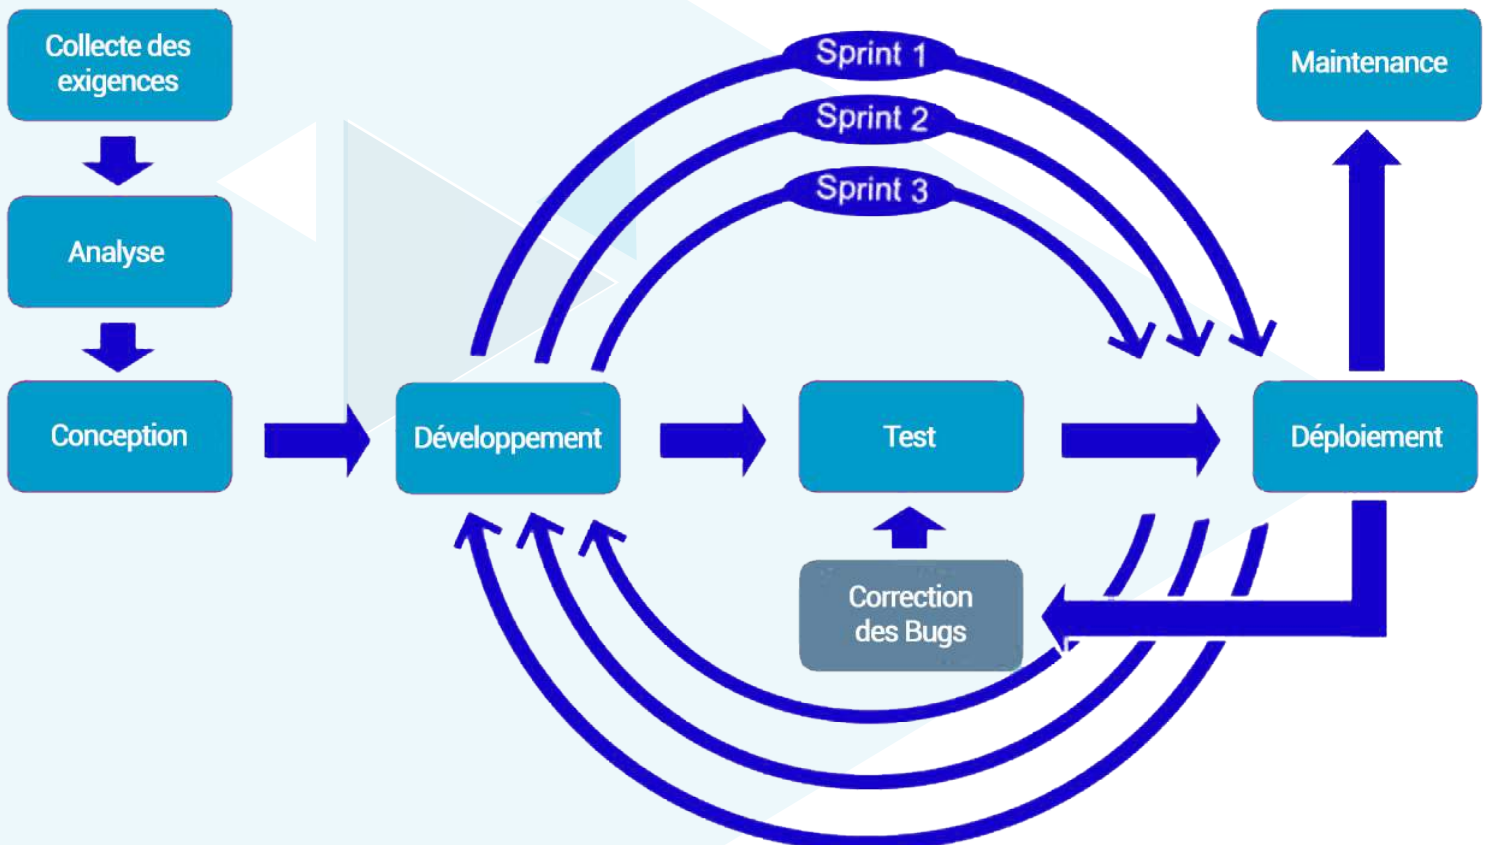 Collecte des
exigences
Sprint 1
Maintenance
Sprint 2
Sprint 3
Analyse
Conception
Développement
Test
Déploiement
Correction
des Bugs